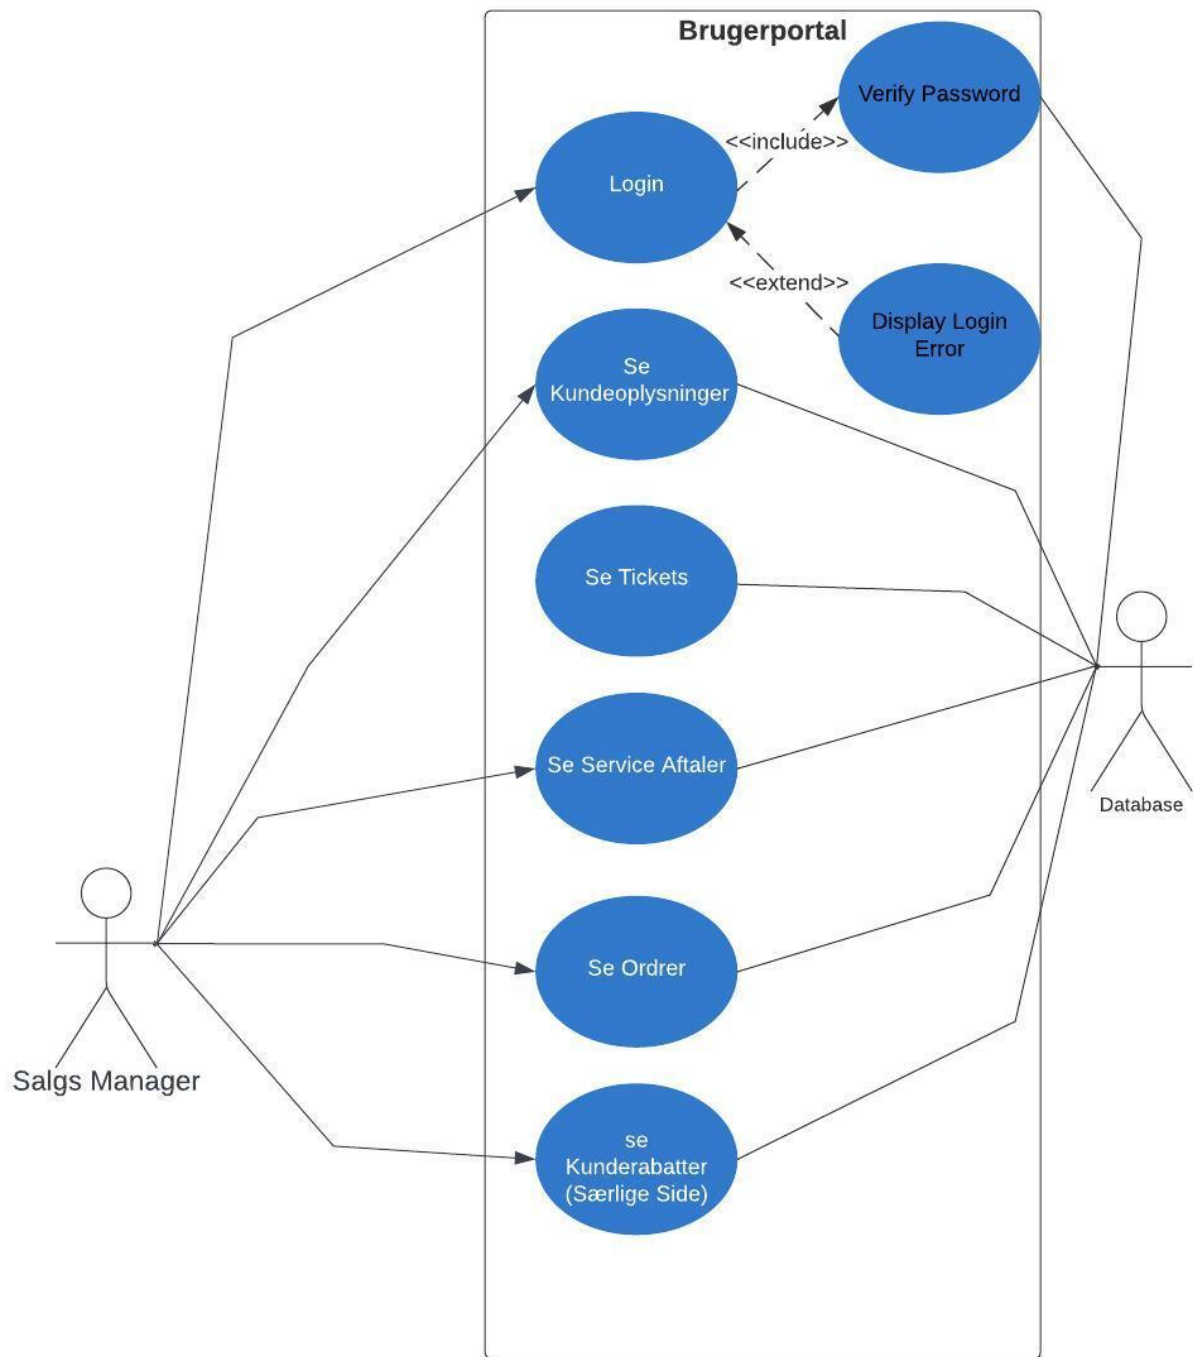 Brugerportal
Verify Password
<<include>>
Login
<<extend>>
Display Login
Error
Se
Kundeoplysninger
Se Tickets
Se Service Aftaler
Database
Se Ordrer
Salgs Manager
se
Kunderabatter
(Særlige Side)